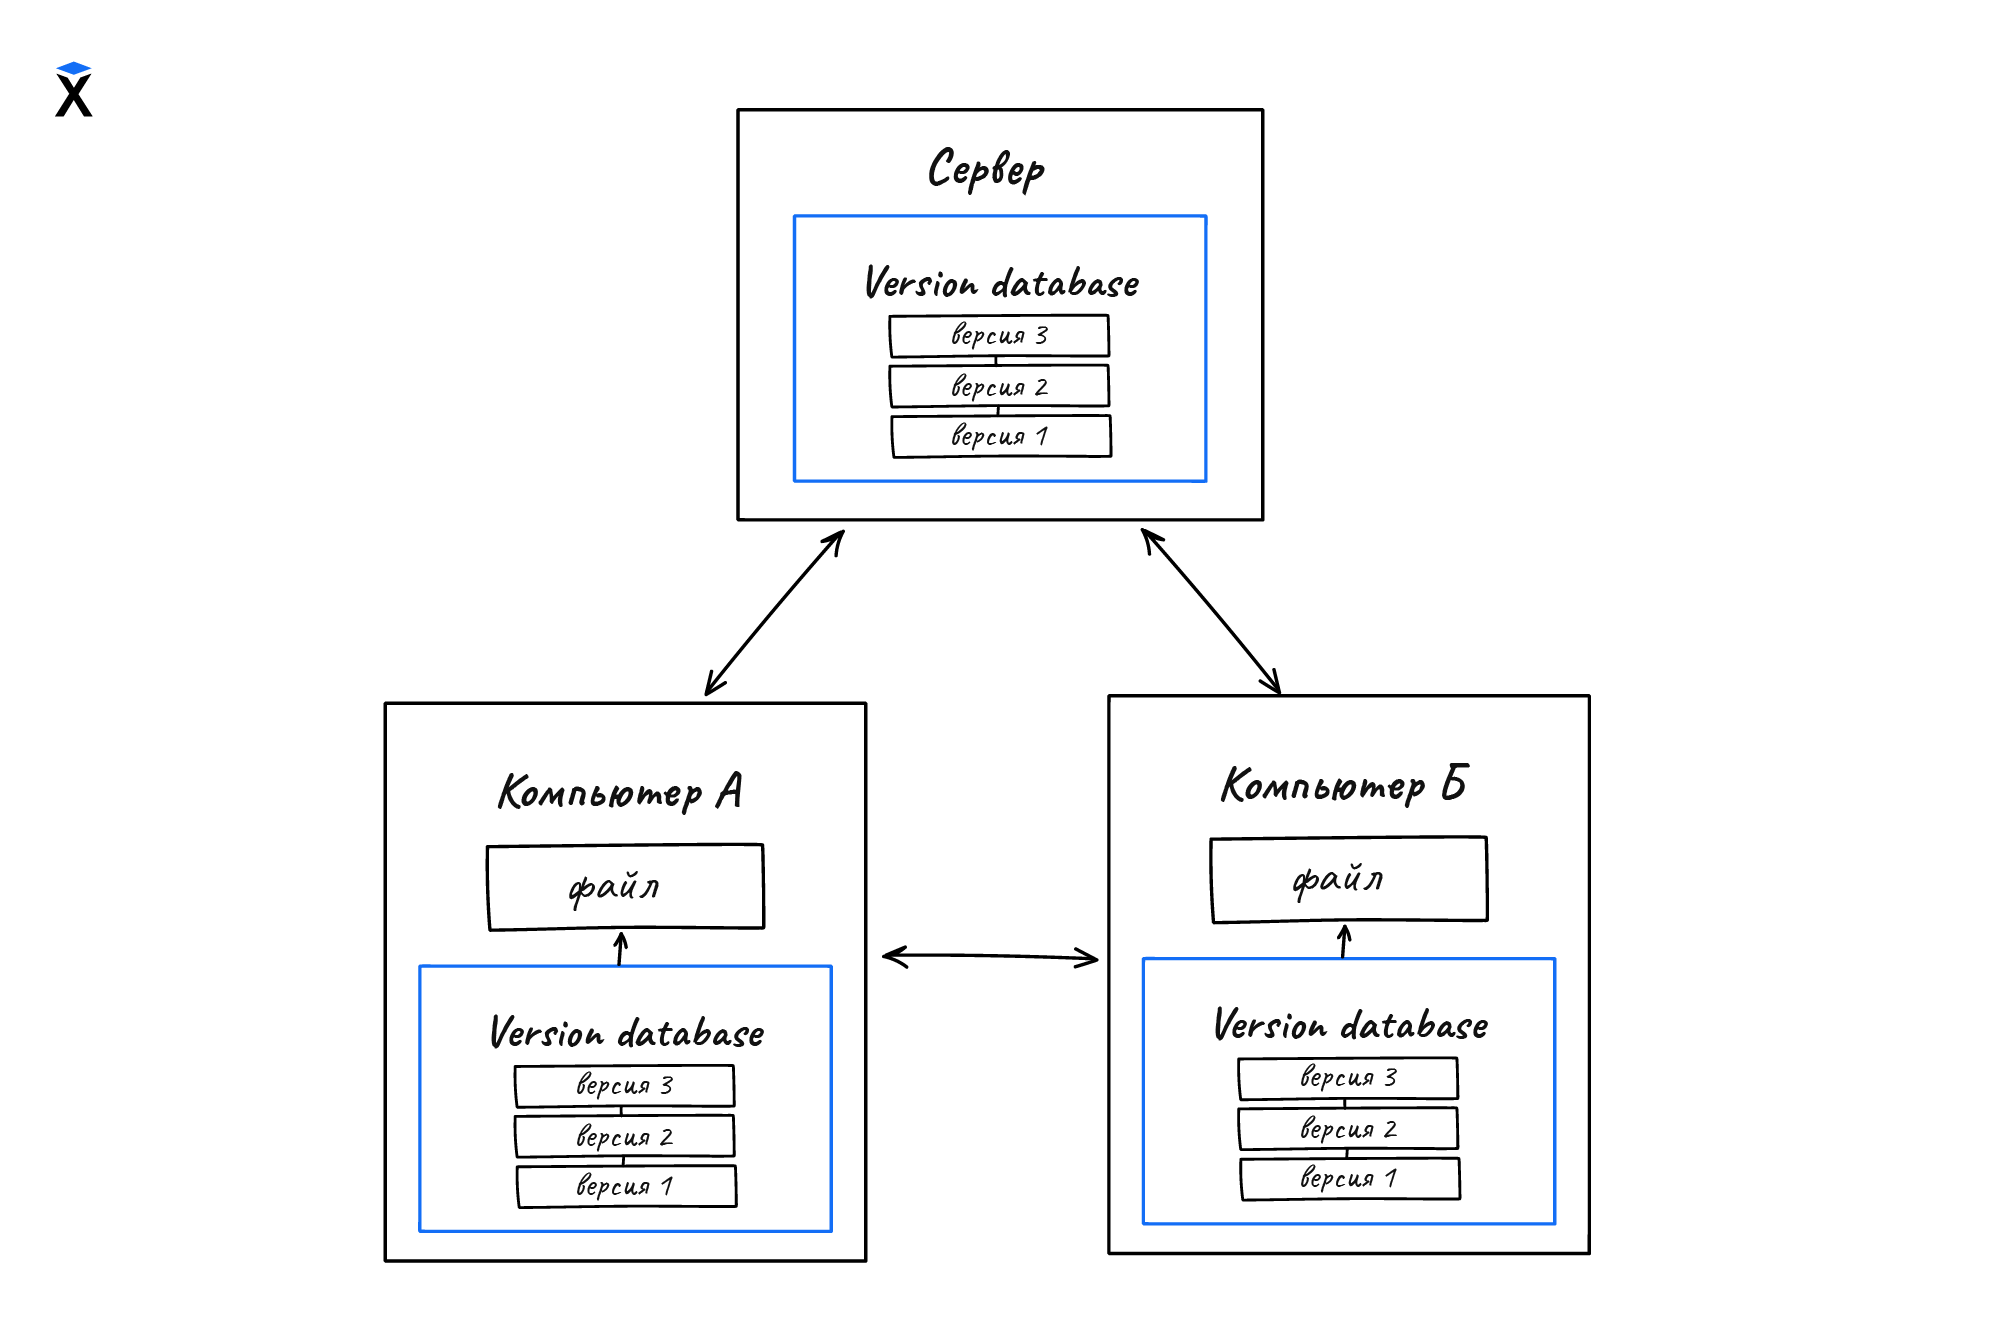 Сервер
Version database
версия 3
версия 2
версия 1
Компьютер А
файл
Version database
версия 3
версия 2
версия 1
Компьютер Б
файл
Version database
версия 3
версия 2
версия 1